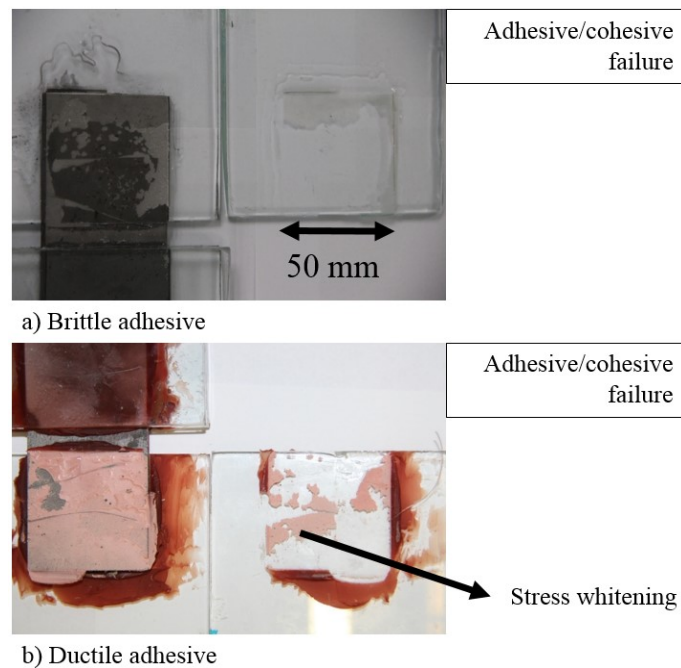 Adhesive/cohesive
failure
50 mm
a) Brittle adhesive
Adhesive/cohesive
failure
Stress whitening
b) Ductile adhesive